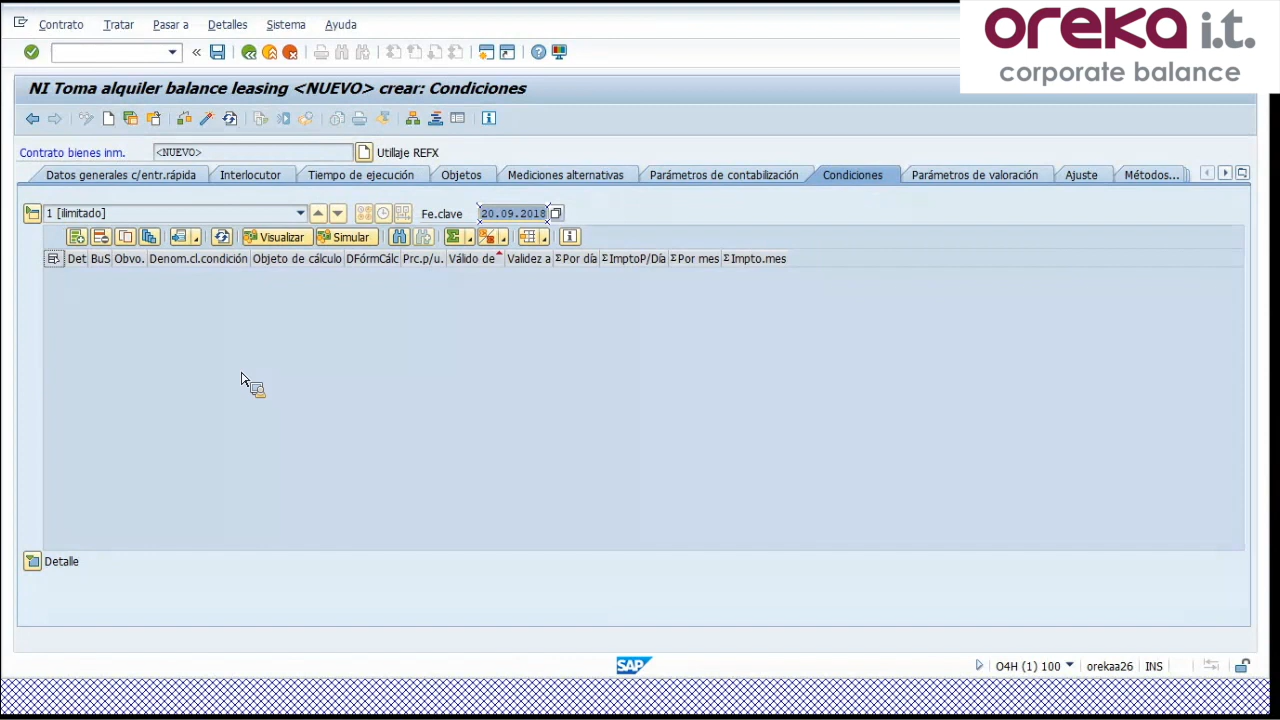 Contrato Tratar Pasar a Detalles Sistema Ayuda
oreka i.t.
corporate balance
NI Toma alquiler balance leasing <NUEVO> crear: Condiciones
Contrato bienes inm. <NUEVO> Utillaje REFX
Datos generales c/entr.rápida Interlocutor Tiempo de ejecución Objetos Mediciones alternativas Parámetros de contabilización Condiciones Parámetros de valoración Ajuste Métodos...
1 [ilimitado] Fe.clave 20.09.2018
Visualizar Simular
Det BuS Obvo. Denom.cl.condición Objeto de cálculo DFórmCálc Prc.p/u. Válido de Validez a ΣPor día ΣImptoP/Día ΣPor mes ΣImpto.mes
Detalle
SAP
O4H (1) 100 orekaa26 INS